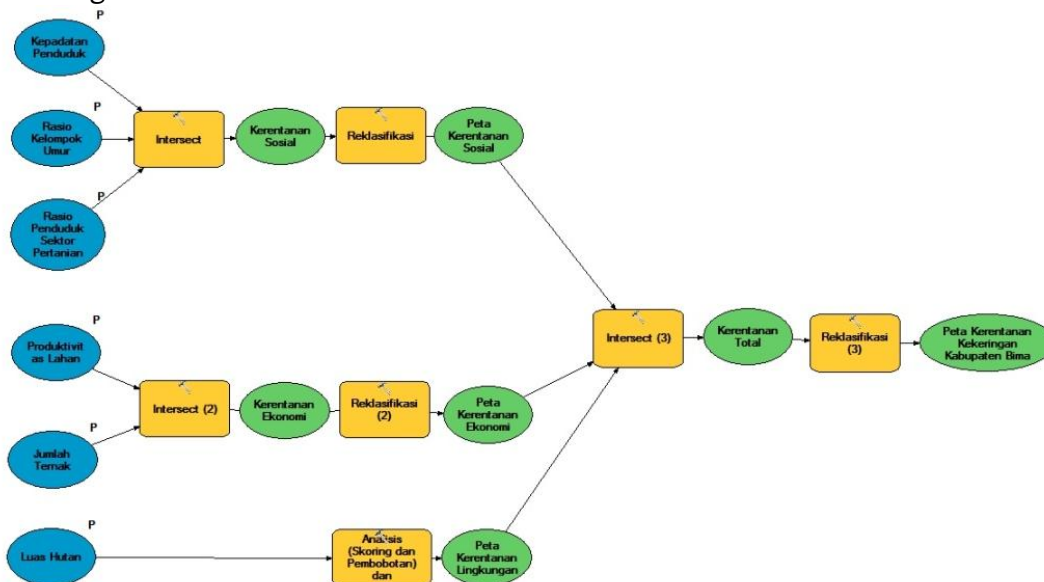 P
Kepadatan
Penduduk
P
Rasio
Kelompok
Umur
P
Rasio
Penduduk
Sektor
Pertanian
Intersect
Kerentanan
Sosial
Reklasifikasi
Peta
Kerentanan
Sosial
P
Produktivit
as Lahan
P
Jumlah
Ternak
Intersect (2)
Kerentanan
Ekonomi
Reklasifikasi
(2)
Peta
Kerentanan
Ekonomi
P
Luas Hutan
Analisis
(Skoring dan
Pembobotan)
dan
Peta
Kerentanan
Lingkungan
Intersect (3)
Kerentanan
Total
Reklasifikasi
(3)
Peta Kerentanan
Kekeringan
Kabupaten Bima